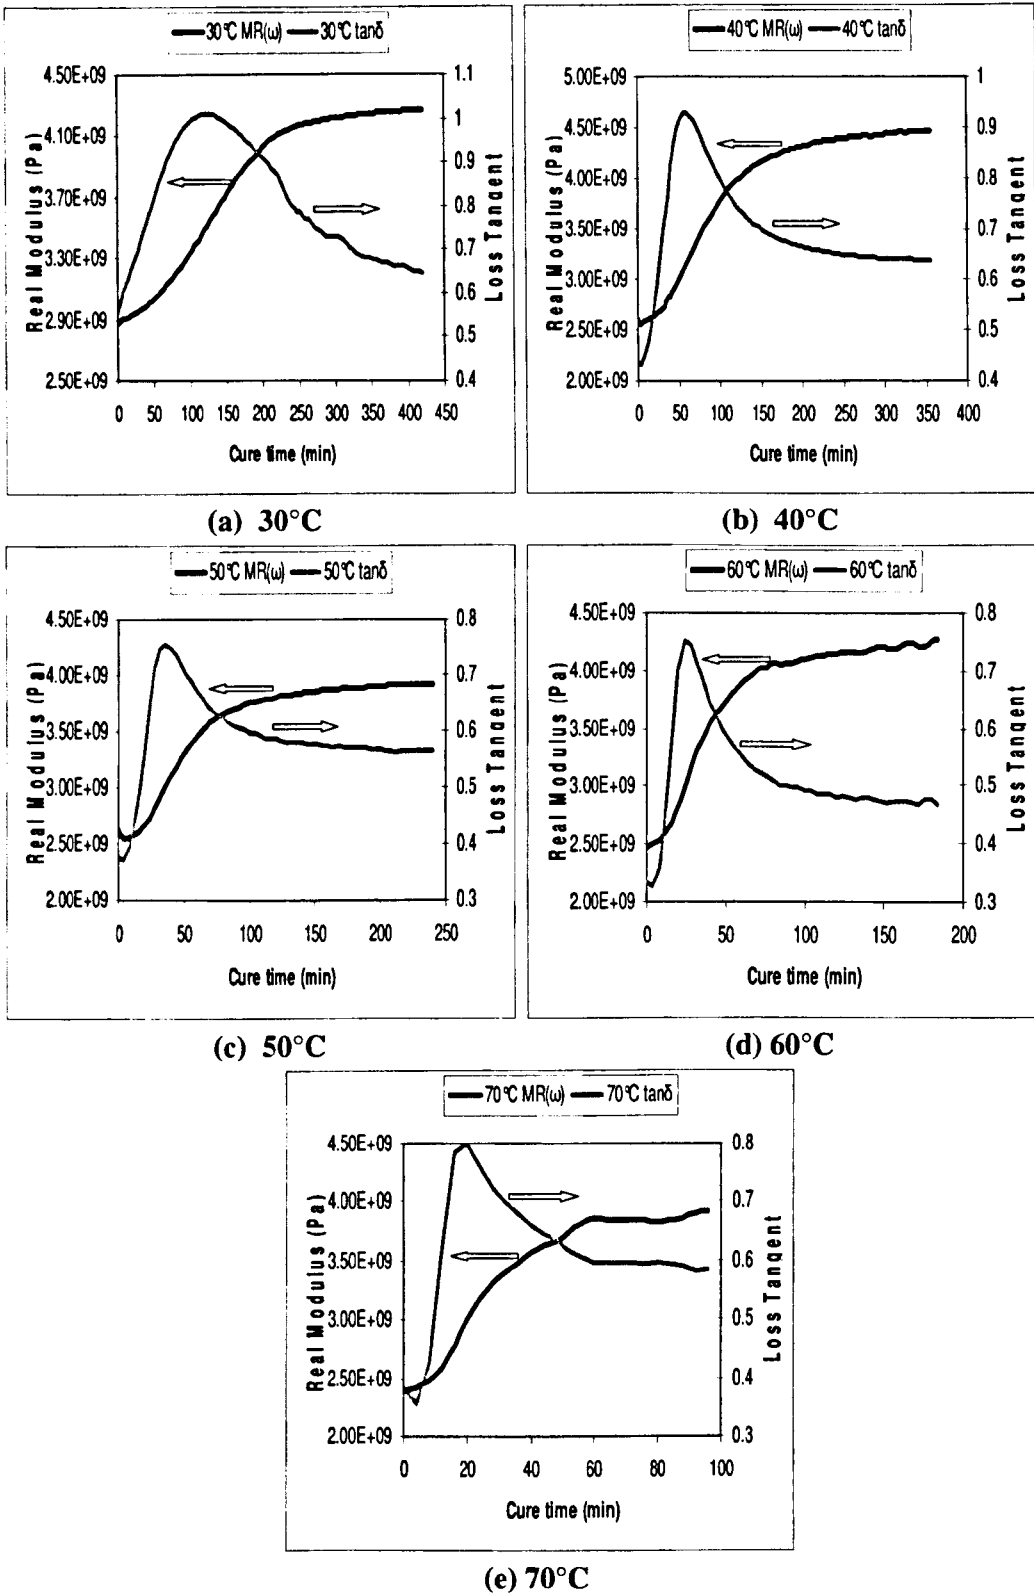 30℃ MR(ω) 30℃ tanδ
4.50E+09
4.10E+09
3.70E+09
3.30E+09
2.90E+09
2.50E+09
Real Modulus (Pa)
1.1
1
0.9
0.8
0.7
0.6
0.5
0.4
Loss Tangent
0 50 100 150 200 250 300 350 400 450
Cure time (min)
(a) 30°C
40℃ MR(ω) 40℃ tanδ
5.00E+09
4.50E+09
4.00E+09
3.50E+09
3.00E+09
2.50E+09
2.00E+09
Real Modulus (Pa)
1
0.9
0.8
0.7
0.6
0.5
0.4
Loss Tangent
0 50 100 150 200 250 300 350 400
Cure time (min)
(b) 40°C
50℃ MR(ω) 50℃ tanδ
4.50E+09
4.00E+09
3.50E+09
3.00E+09
2.50E+09
2.00E+09
Real Modulus (Pa)
0.8
0.7
0.6
0.5
0.4
0.3
Loss Tangent
0 50 100 150 200 250
Cure time (min)
(c) 50°C
60℃ MR(ω) 60℃ tanδ
4.50E+09
4.00E+09
3.50E+09
3.00E+09
2.50E+09
2.00E+09
Real Modulus (Pa)
0.8
0.7
0.6
0.5
0.4
0.3
Loss Tangent
0 50 100 150 200
Cure time (min)
(d) 60°C
70℃ MR(ω) 70℃ tanδ
4.50E+09
4.00E+09
3.50E+09
3.00E+09
2.50E+09
2.00E+09
Real Modulus (Pa)
0.8
0.7
0.6
0.5
0.4
0.3
Loss Tangent
0 20 40 60 80 100
Cure time (min)
(e) 70°C